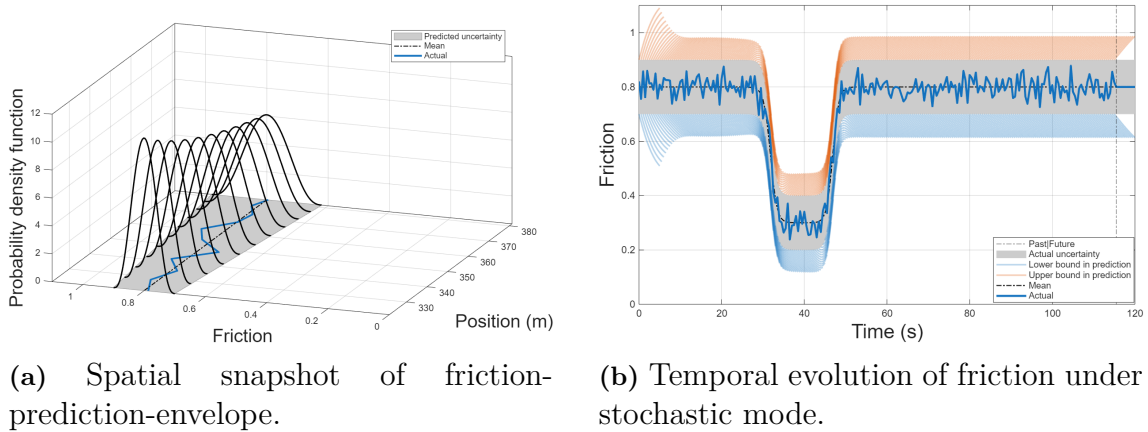 Predicted uncertainty
Mean
Actual
Probability density function
12
10
8
6
4
2
0
1
0.8
0.6
0.4
0.2
0
Friction
330
340
350
360
370
380
Position (m)
(a) Spatial snapshot of friction-
prediction-envelope.
Friction
1
0.8
0.6
0.4
0.2
0
0
20
40
60
80
100
120
Time (s)
Past|Future
Actual uncertainty
Lower bound in prediction
Upper bound in prediction
Mean
Actual
(b) Temporal evolution of friction under
stochastic mode.